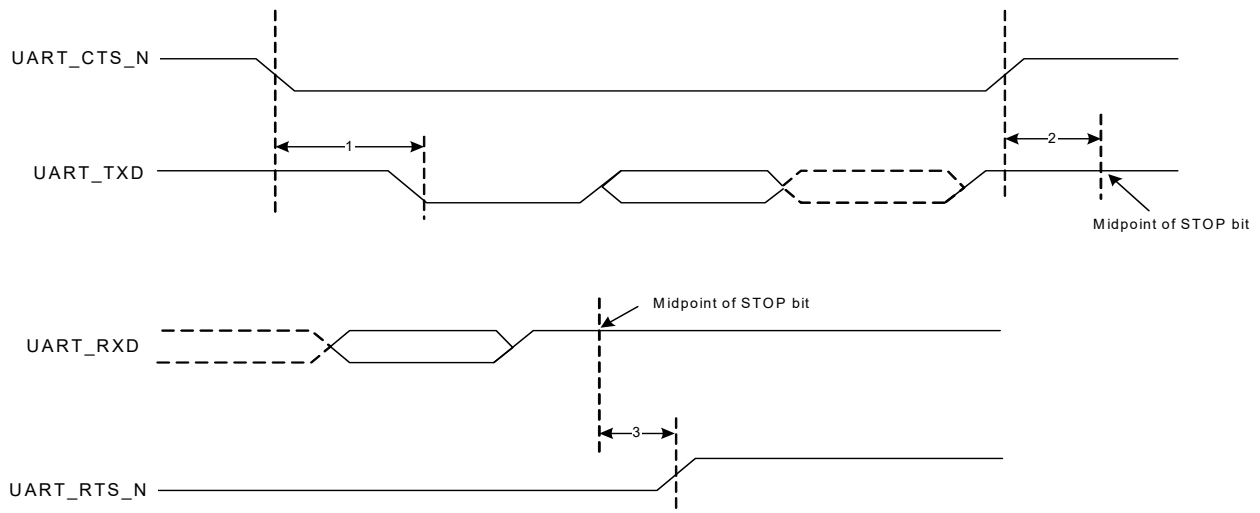 UART_CTS_N
1
2
UART_TXD
Midpoint of STOP bit
Midpoint of STOP bit
UART_RXD
3
UART_RTS_N